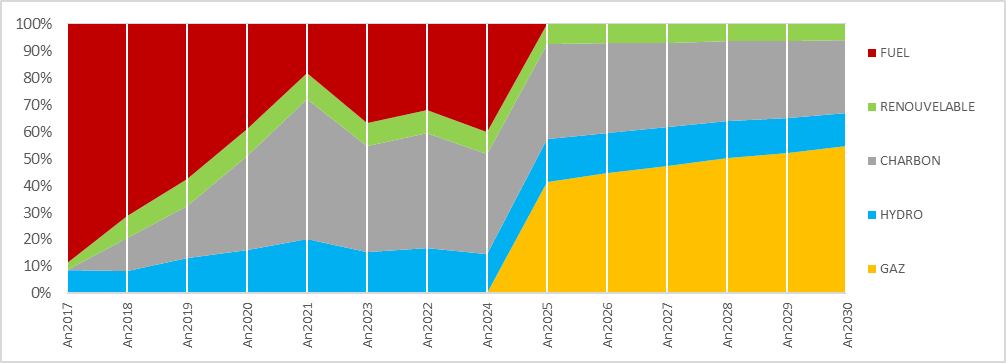 100%
90%
80%
70%
60%
50%
40%
30%
20%
10%
0%
An2017
An2018
An2019
An2020
An2021
An2023
An2022
An2024
An2025
An2026
An2027
An2028
An2029
An2030
FUEL
RENOUVELABLE
CHARBON
HYDRO
GAZ